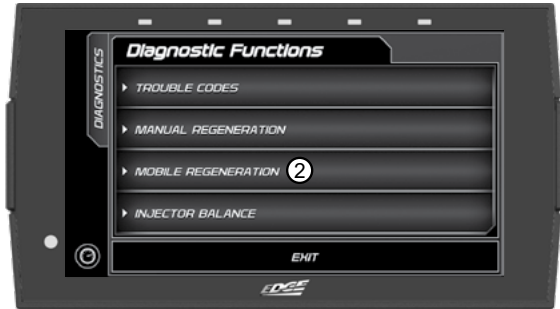 DIAGNOSTICS
Diagnostic Functions
TROUBLE CODES
MANUAL REGENERATION
MOBILE REGENERATION 2
INJECTOR BALANCE
EXIT
EDGE